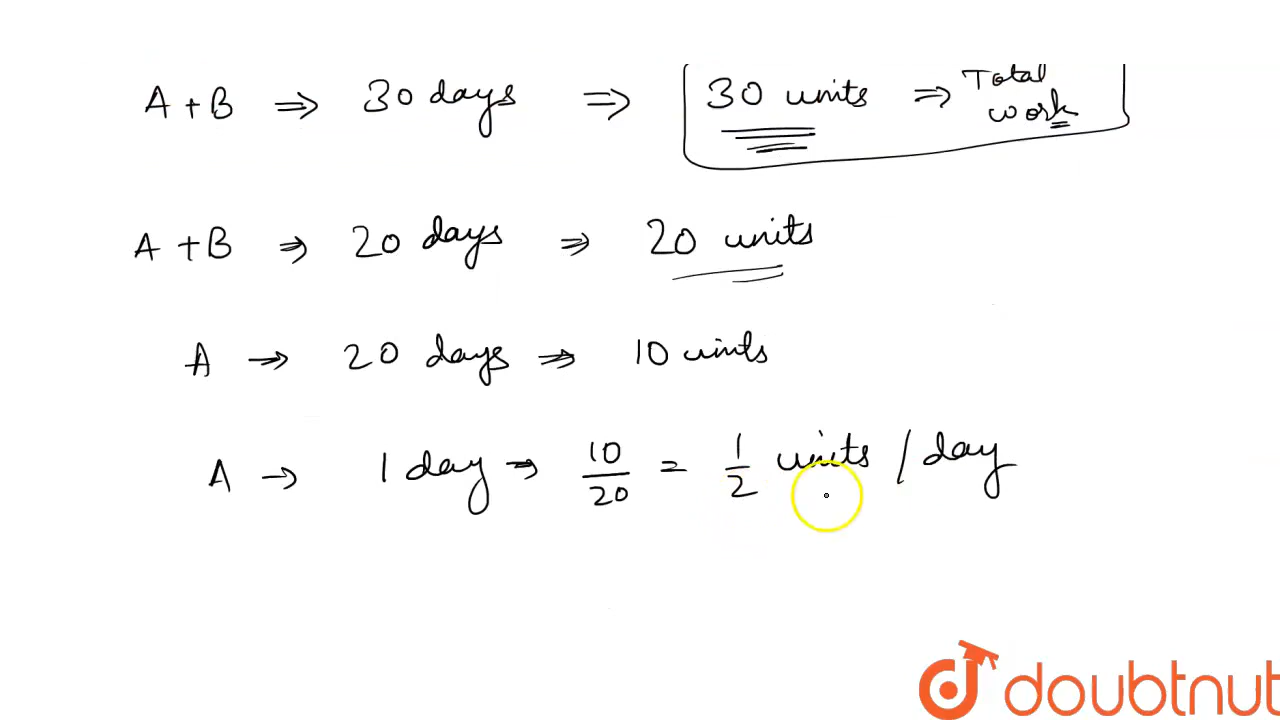 A + B ⇒ 30 days ⇒ 30 units ⇒ Total work
A + B ⇒ 20 days ⇒ 20 units
A → 20 days ⇒ 10 units
A → 1 day → 10/20 = 1/2 units / day
doubtnut